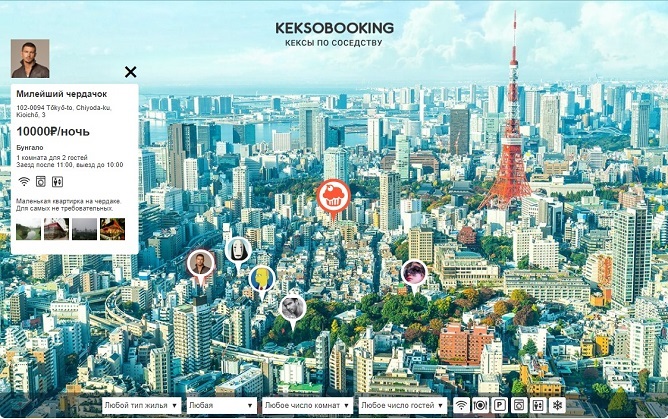 KEKSOBOOKING
КЕКСЫ ПО СОСЕДСТВУ
Милейший чердачок
102-0094 Tōkyō-to, Chiyoda-ku,
Kioichō, 3
10000₽/ночь
Бунгало
1 комната для 2 гостей
Заезд после 11:00, выезд до 10:00
Маленькая квартирка на чердаке.
Для самых не требовательных.
Любой тип жилья ▼ Любая ▼ Любое число комнат ▼ Любое число гостей ▼ P